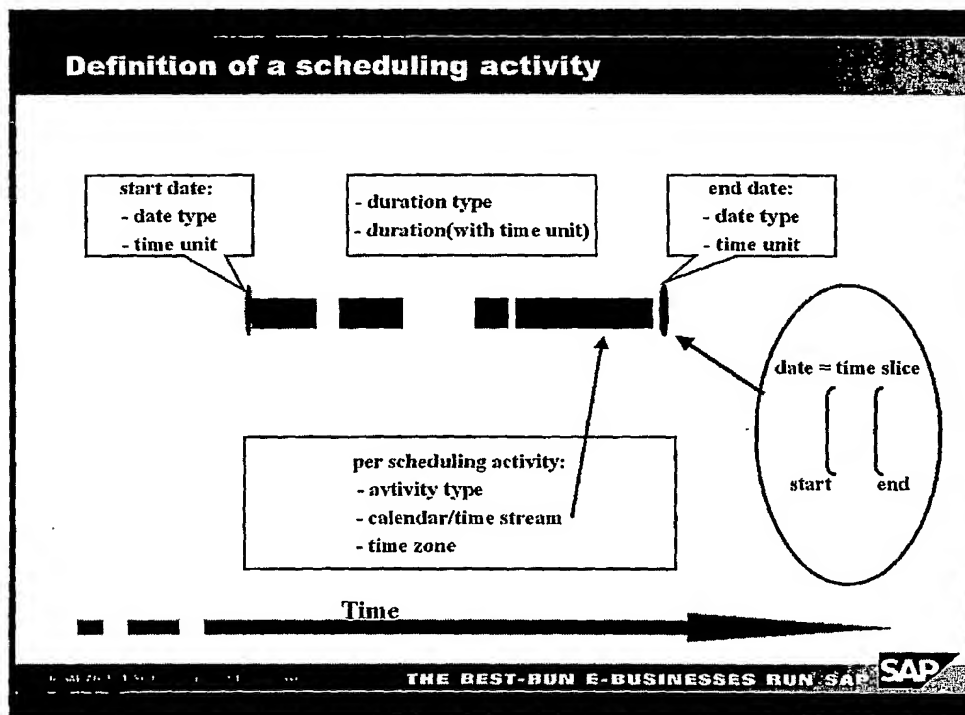 Definition of a scheduling activity
start date:
- date type
- time unit
- duration type
- duration(with time unit)
end date:
- date type
- time unit
date = time slice
start end
per scheduling activity:
- avtivity type
- calendar/time stream
- time zone
Time
THE BEST-RUN E-BUSINESSES RUN SAP
SAP